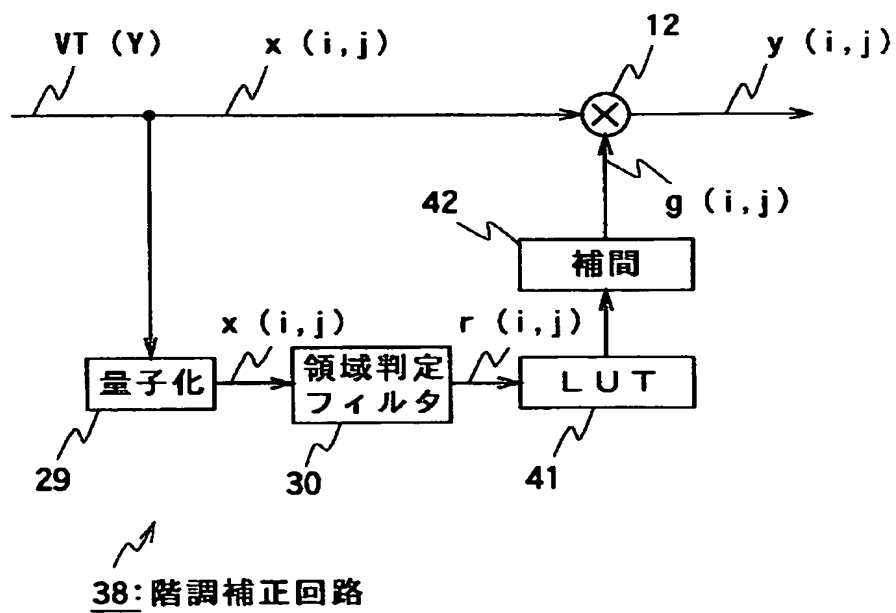 VT (Y)
x (i,j)
12
y (i,j)
g (i,j)
42
補間
x (i,j)
r (i,j)
量子化
領域判定
フィルタ
LUT
29
30
41
38:階調補正回路